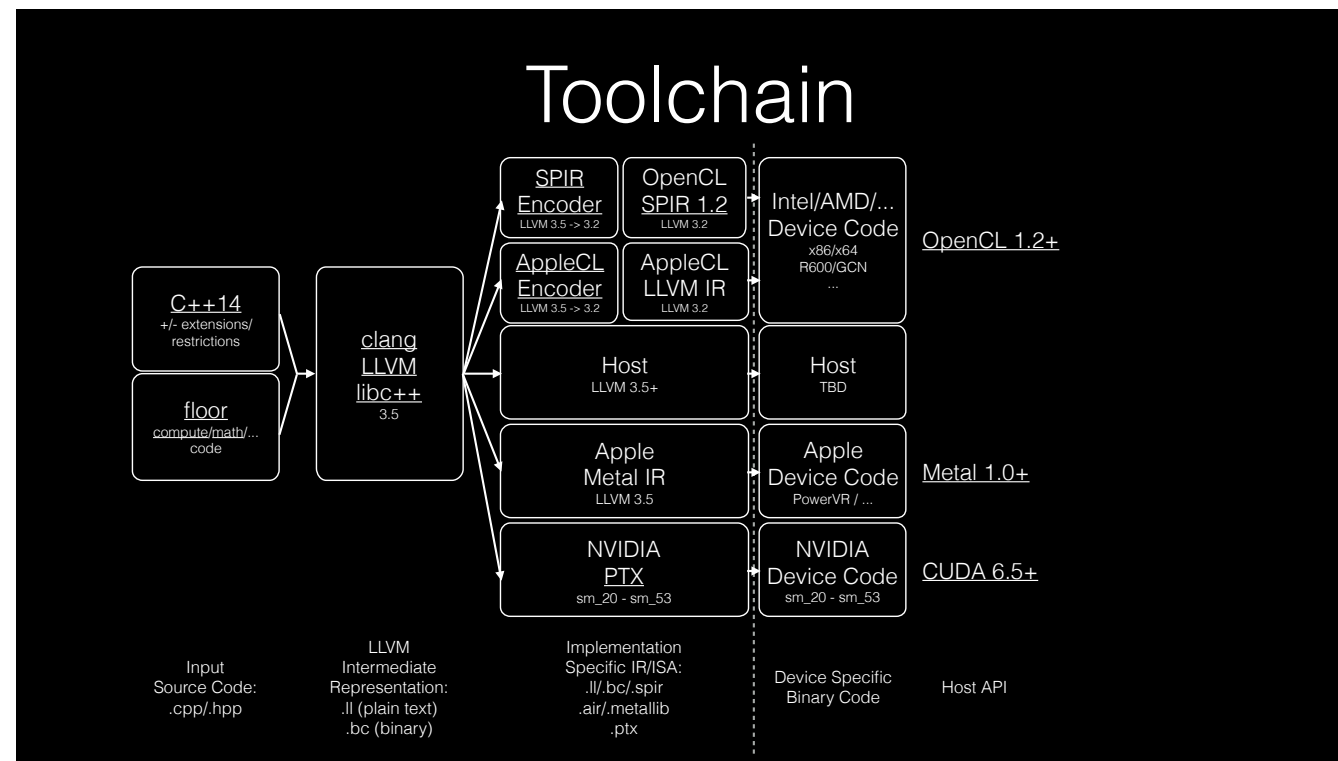 Toolchain
C++14
+/- extensions/
restrictions
floor
compute/math/...
code
clang
LLVM
libc++
3.5
SPIR
Encoder
LLVM 3.5 -> 3.2
OpenCL
SPIR 1.2
LLVM 3.2
AppleCL
Encoder
LLVM 3.5 -> 3.2
AppleCL
LLVM IR
LLVM 3.2
Host
LLVM 3.5+
Apple
Metal IR
LLVM 3.5
NVIDIA
PTX
sm_20 - sm_53
Intel/AMD/...
Device Code
x86/x64
R600/GCN
...
Host
TBD
Apple
Device Code
PowerVR / ...
NVIDIA
Device Code
sm_20 - sm_53
OpenCL 1.2+
Metal 1.0+
CUDA 6.5+
Input
Source Code:
.cpp/.hpp
LLVM
Intermediate
Representation:
.ll (plain text)
.bc (binary)
Implementation
Specific IR/ISA:
.ll/.bc/.spir
.air/.metallib
.ptx
Device Specific
Binary Code
Host API